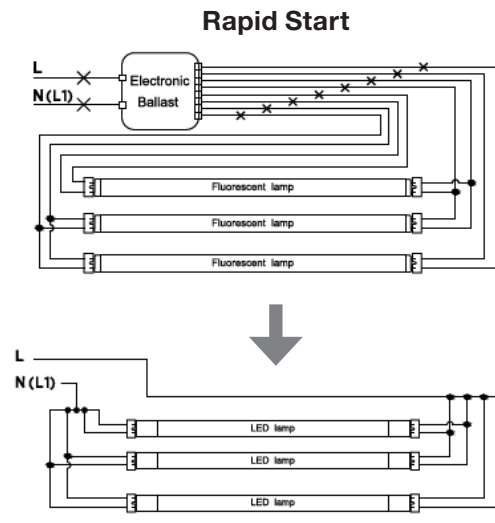 Rapid Start
L
N(L1)
Electronic
Ballast
Fluorescent lamp
Fluorescent lamp
Fluorescent lamp
L
N(L1)
LED lamp
LED lamp
LED lamp